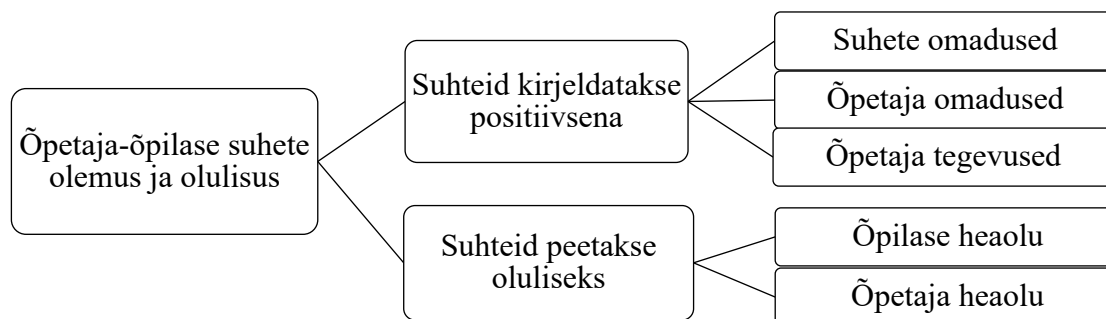 Õpetaja-õpilase suhete
olemus ja olulisus
Suhteid kirjeldatakse
positiivsena
Suhete omadused
Õpetaja omadused
Õpetaja tegevused
Suhteid peetakse
oluliseks
Õpilase heaolu
Õpetaja heaolu